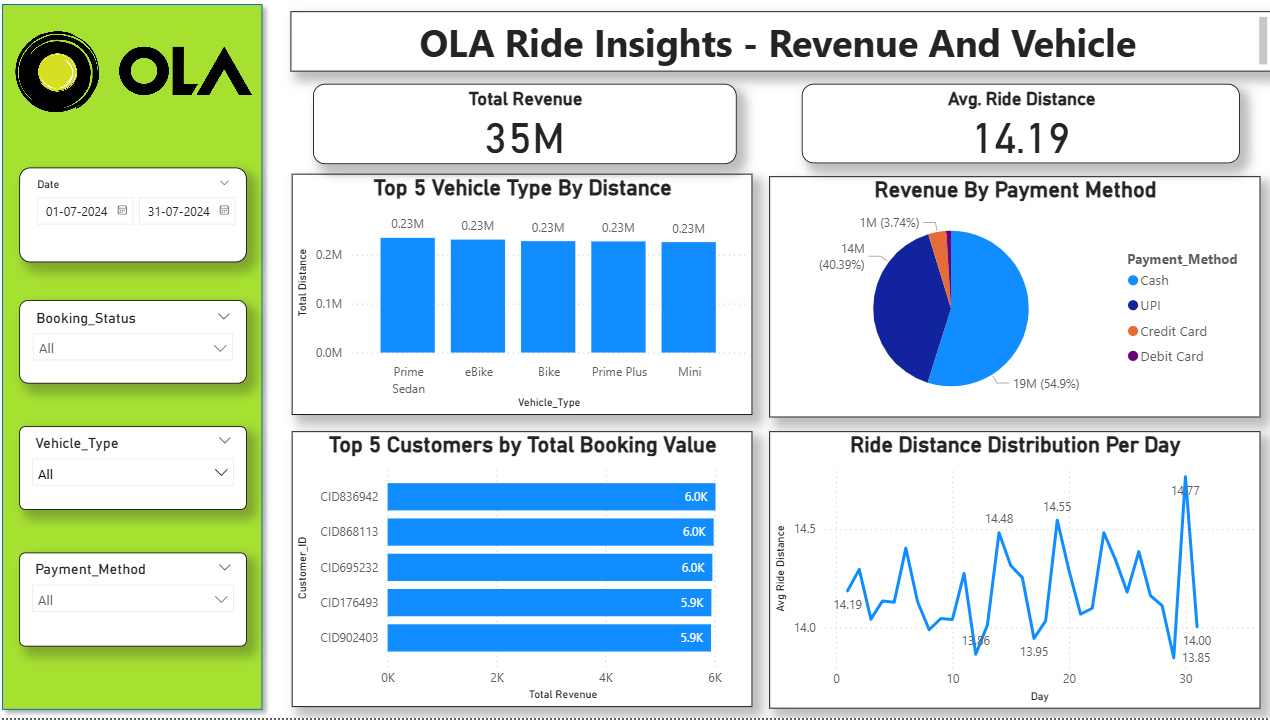 OLA
Date
01-07-2024 31-07-2024
Booking_Status
All
Vehicle_Type
All
Payment_Method
All
OLA Ride Insights - Revenue And Vehicle
Total Revenue
35M
Avg. Ride Distance
14.19
Top 5 Vehicle Type By Distance
Total Distance
0.2M
0.1M
0.0M
0.23M 0.23M 0.23M 0.23M 0.23M
Prime
Sedan
eBike
Bike
Prime Plus
Mini
Vehicle_Type
Revenue By Payment Method
1M (3.74%)
14M
(40.39%)
19M (54.9%)
Payment_Method
Cash
UPI
Credit Card
Debit Card
Top 5 Customers by Total Booking Value
Customer_ID
CID836942 6.0K
CID868113 6.0K
CID695232 6.0K
CID176493 5.9K
CID902403 5.9K
0K 2K 4K 6K
Total Revenue
Ride Distance Distribution Per Day
Avg Ride Distance
14.5
14.0
14.19
13.86
14.48
13.95
14.55
14.77
14.00
13.85
0 10 20 30
Day